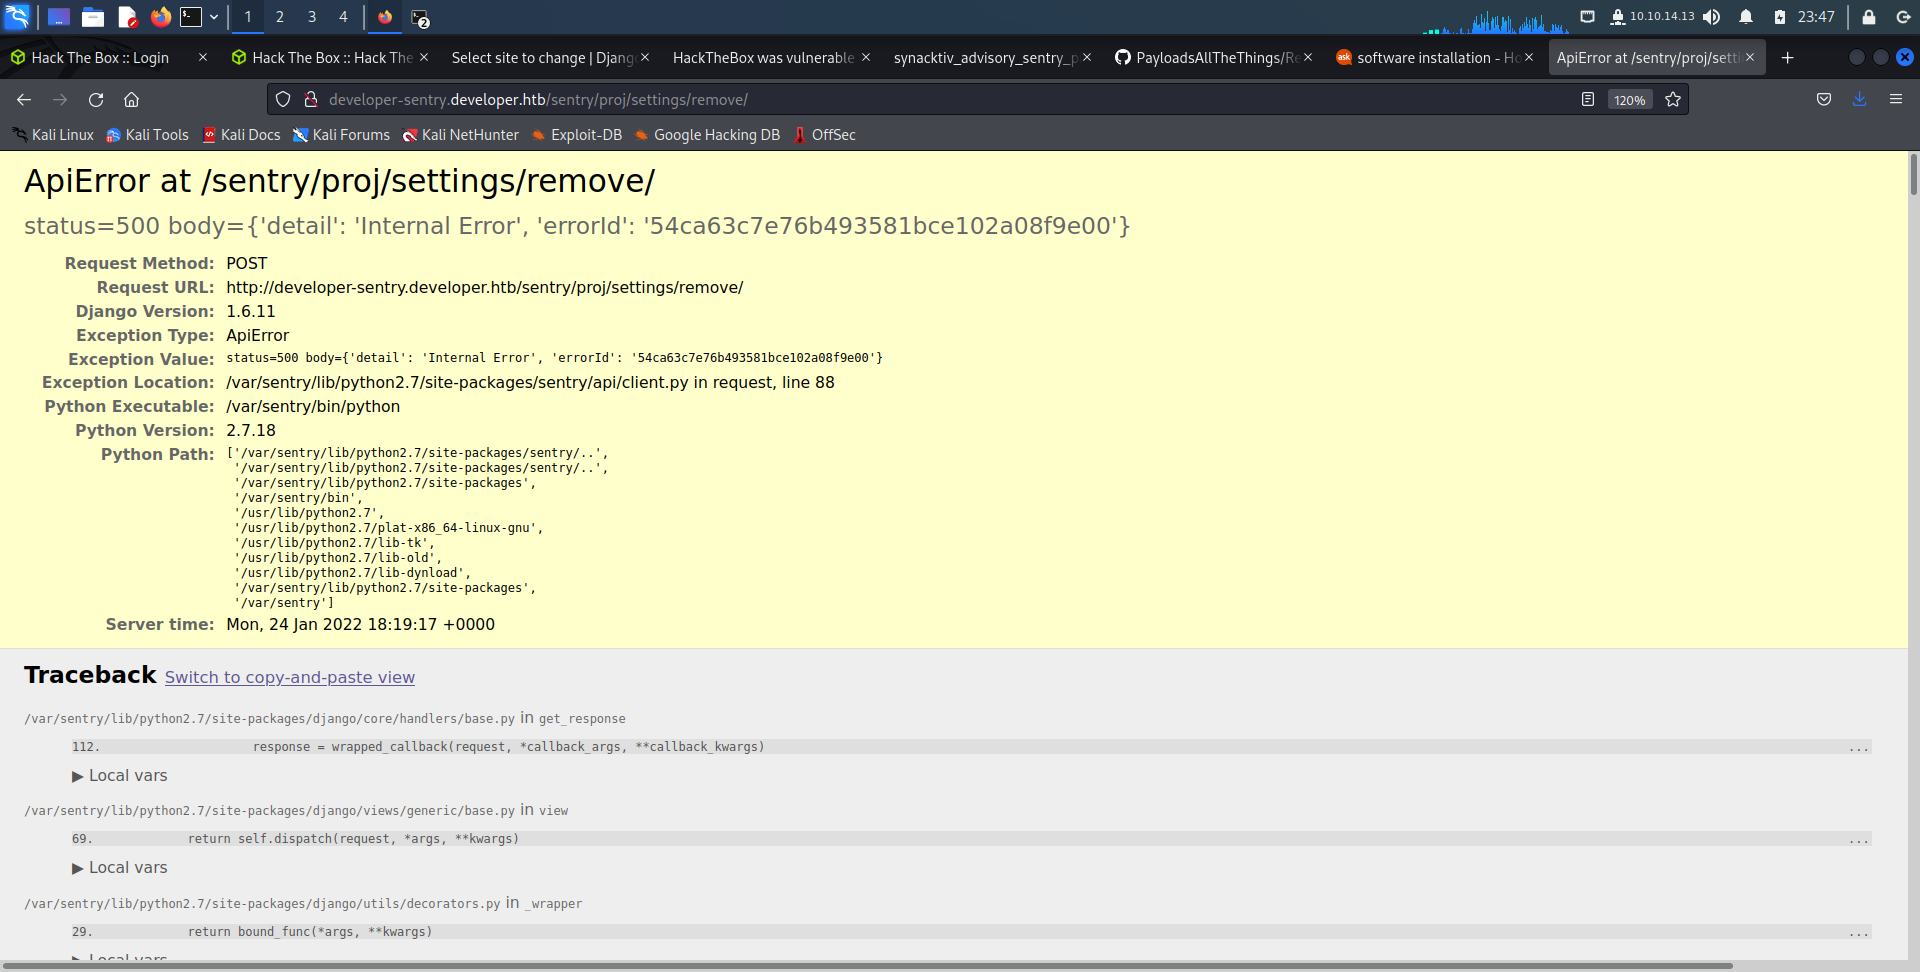 1 2 3 4 2 10.10.14.13 23:47
Hack The Box :: Login Hack The Box :: Hack The Select site to change | Djang HackTheBox was vulnerable synacktiv_advisory_sentry_p PayloadsAllTheThings/Re software installation - Ho ApiError at /sentry/proj/setti
developer-sentry.developer.htb/sentry/proj/settings/remove/ 120%
Kali Linux Kali Tools Kali Docs Kali Forums Kali NetHunter Exploit-DB Google Hacking DB OffSec
ApiError at /sentry/proj/settings/remove/
status=500 body={'detail': 'Internal Error', 'errorId': '54ca63c7e76b493581bce102a08f9e00'}
Request Method: POST
Request URL: http://developer-sentry.developer.htb/sentry/proj/settings/remove/
Django Version: 1.6.11
Exception Type: ApiError
Exception Value: status=500 body={'detail': 'Internal Error', 'errorId': '54ca63c7e76b493581bce102a08f9e00'}
Exception Location: /var/sentry/lib/python2.7/site-packages/sentry/api/client.py in request, line 88
Python Executable: /var/sentry/bin/python
Python Version: 2.7.18
Python Path: ['/var/sentry/lib/python2.7/site-packages/sentry/..',
'/var/sentry/lib/python2.7/site-packages/sentry/..',
'/var/sentry/lib/python2.7/site-packages',
'/var/sentry/bin',
'/usr/lib/python2.7',
'/usr/lib/python2.7/plat-x86_64-linux-gnu',
'/usr/lib/python2.7/lib-tk',
'/usr/lib/python2.7/lib-old',
'/usr/lib/python2.7/lib-dynload',
'/var/sentry/lib/python2.7/site-packages',
'/var/sentry']
Server time: Mon, 24 Jan 2022 18:19:17 +0000
Traceback Switch to copy-and-paste view
/var/sentry/lib/python2.7/site-packages/django/core/handlers/base.py in get_response
112. response = wrapped_callback(request, *callback_args, **callback_kwargs) ...
▶ Local vars
/var/sentry/lib/python2.7/site-packages/django/views/generic/base.py in view
69. return self.dispatch(request, *args, **kwargs) ...
▶ Local vars
/var/sentry/lib/python2.7/site-packages/django/utils/decorators.py in _wrapper
29. return bound_func(*args, **kwargs) ...
▶ Local vars